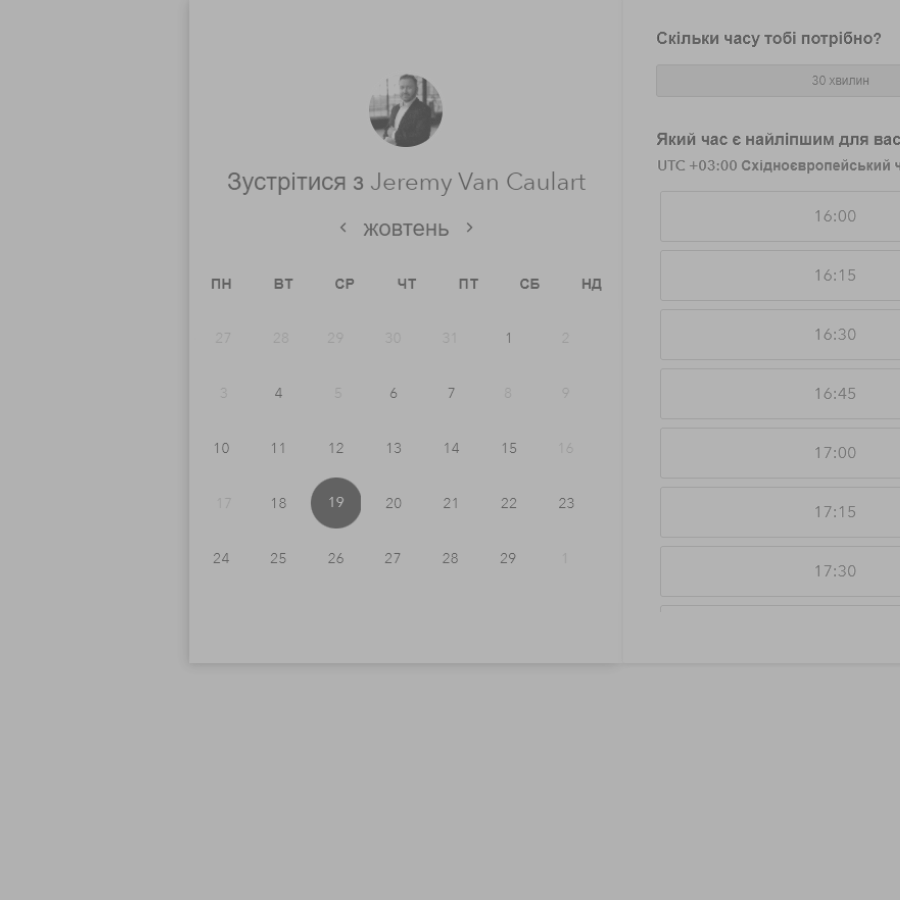 Зустрітися з Jeremy Van Caulart
жовтень
ПН ВТ СР ЧТ ПТ СБ НД
27 28 29 30 31 1 2
3 4 5 6 7 8 9
10 11 12 13 14 15 16
17 18 19 20 21 22 23
24 25 26 27 28 29 1
Скільки часу тобі потрібно?
30 хвилин
Який час є найліпшим для вас
UTC +03:00 Східноєвропейський ч
16:00
16:15
16:30
16:45
17:00
17:15
17:30